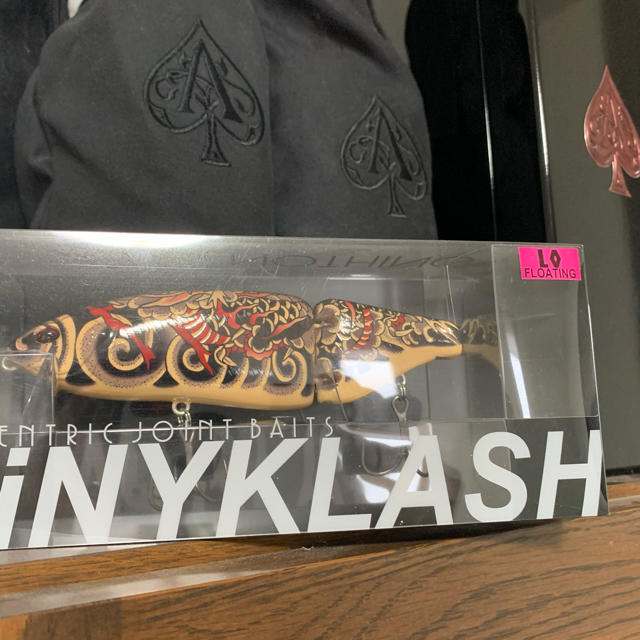 LO
FLOATING
ENTRIC JOINT BAITS
iNYKLASH